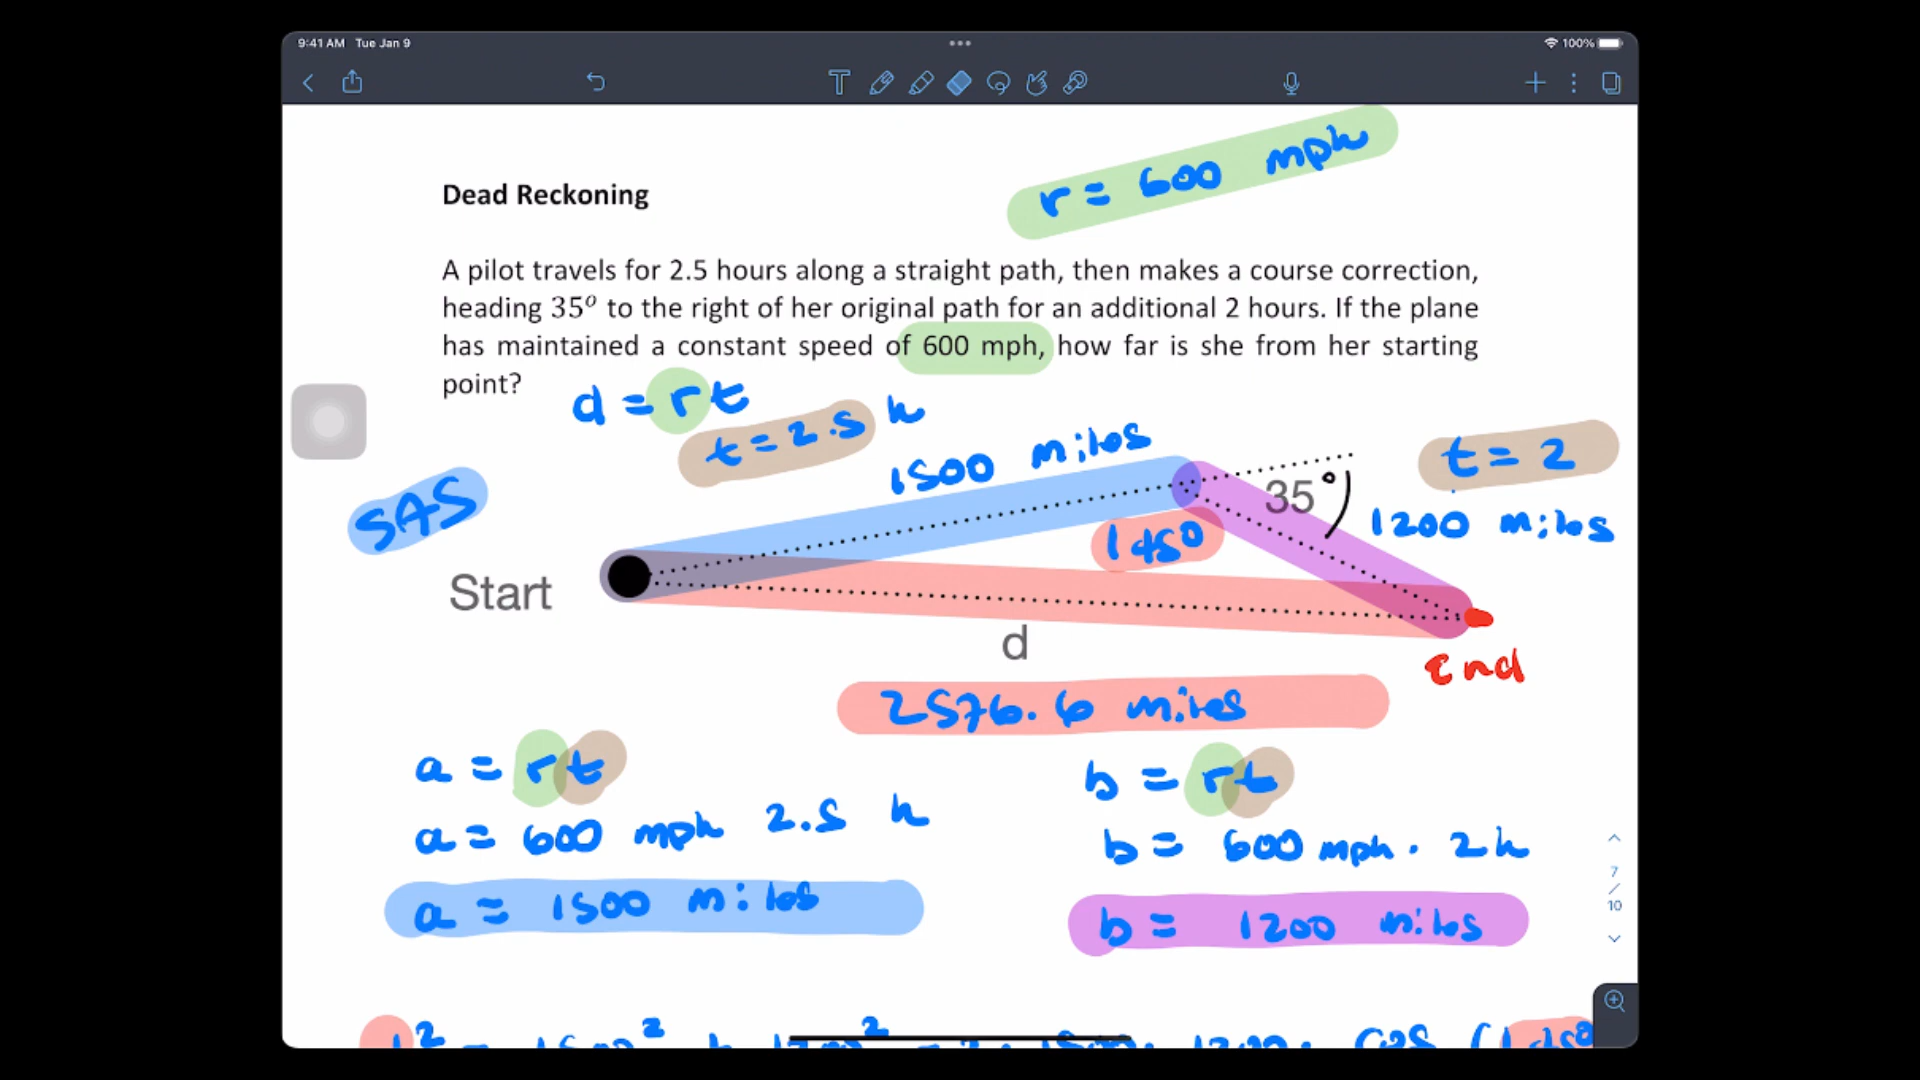 9:41 AM Tue Jan 9
100%
r = 600 mph
Dead Reckoning
A pilot travels for 2.5 hours along a straight path, then makes a course correction,
heading 35° to the right of her original path for an additional 2 hours. If the plane
has maintained a constant speed of 600 mph, how far is she from her starting
point?
d = rt
t = 2.5 h
1500 miles
t = 2
SAS
35°
1200 miles
145°
Start
d
End
2576.6 miles
a = rt
b = rt
a = 600 mph 2.5 h
b = 600 mph · 2h
a = 1500 miles
b = 1200 miles
7
/
10